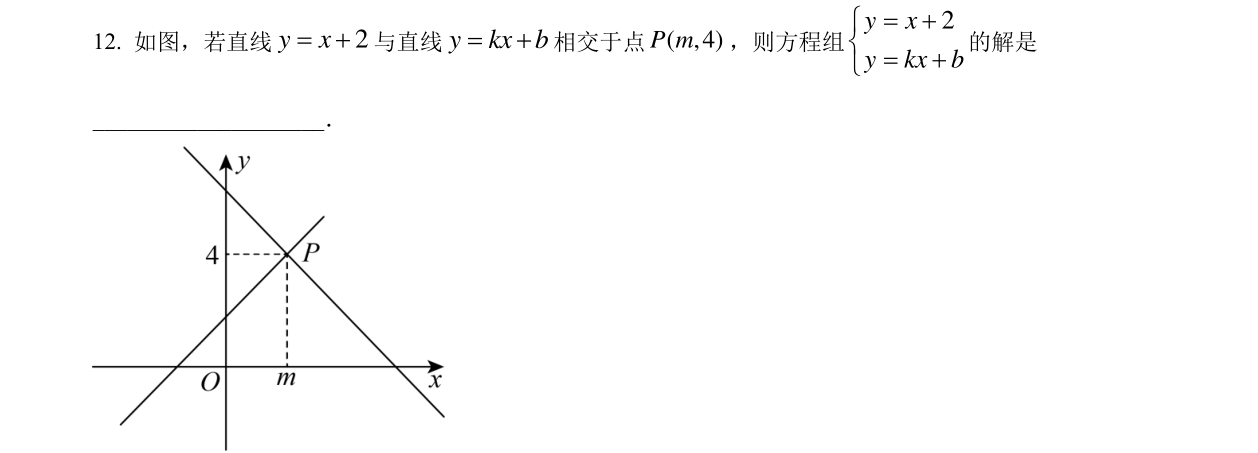 12. 如图，若直线 y = x + 2 与直线 y = kx + b 相交于点 P(m,4)，则方程组 { y = x + 2
y = kx + b 的解是
____________________.
y
4
P
O
m
x